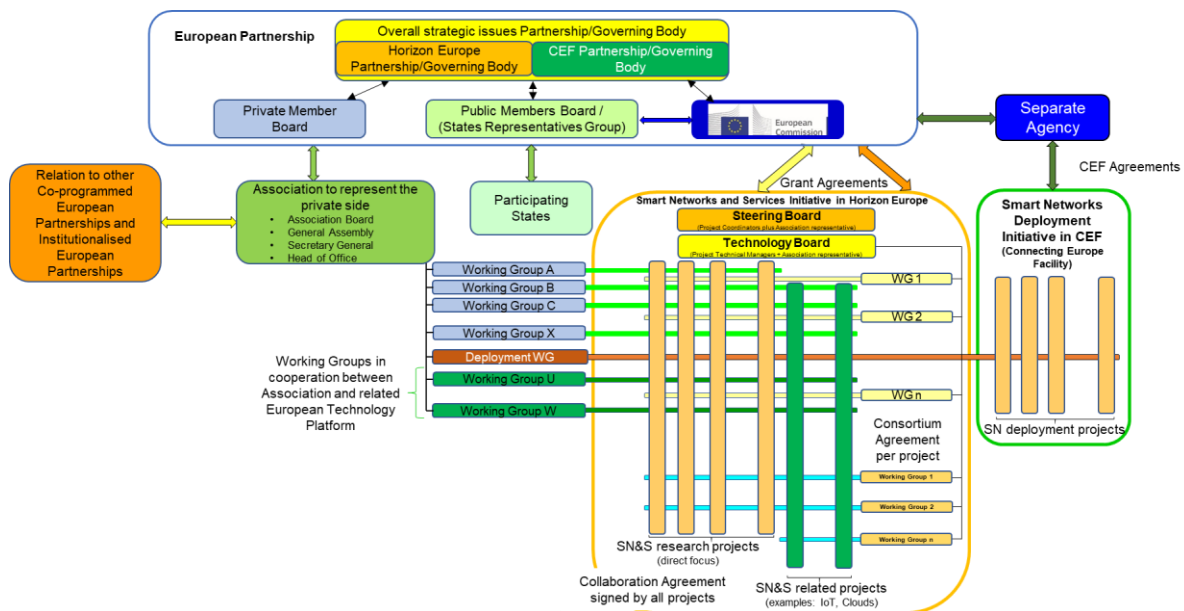 European Partnership
Overall strategic issues Partnership/Governing Body
Horizon Europe
Partnership/Governing Body
CEF Partnership/Governing
Body
Private Member
Board
Public Members Board /
(States Representatives Group)
European
Commission
Separate
Agency
CEF Agreements
Relation to other
Co-programmed
European
Partnerships and
Institutionalised
European
Partnerships
Association to represent the
private side
• Association Board
• General Assembly
• Secretary General
• Head of Office
Participating
States
Grant Agreements
Smart Networks and Services Initiative in Horizon Europe
Steering Board
(Project Coordinators plus Association representative)
Technology Board
(Project Technical Managers + Association representative)
Smart Networks
Deployment
Initiative in CEF
(Connecting Europe
Facility)
Working Group A
Working Group B
Working Group C
Working Group X
Deployment WG
Working Group U
Working Group W
WG 1
WG 2
WG n
Working Groups in
cooperation between
Association and related
European Technology
Platform
Consortium
Agreement
per project
Working Group 1
Working Group 2
Working Group n
SN deployment projects
SN&S research projects
(direct focus)
Collaboration Agreement
signed by all projects
SN&S related projects
(examples: IoT, Clouds)